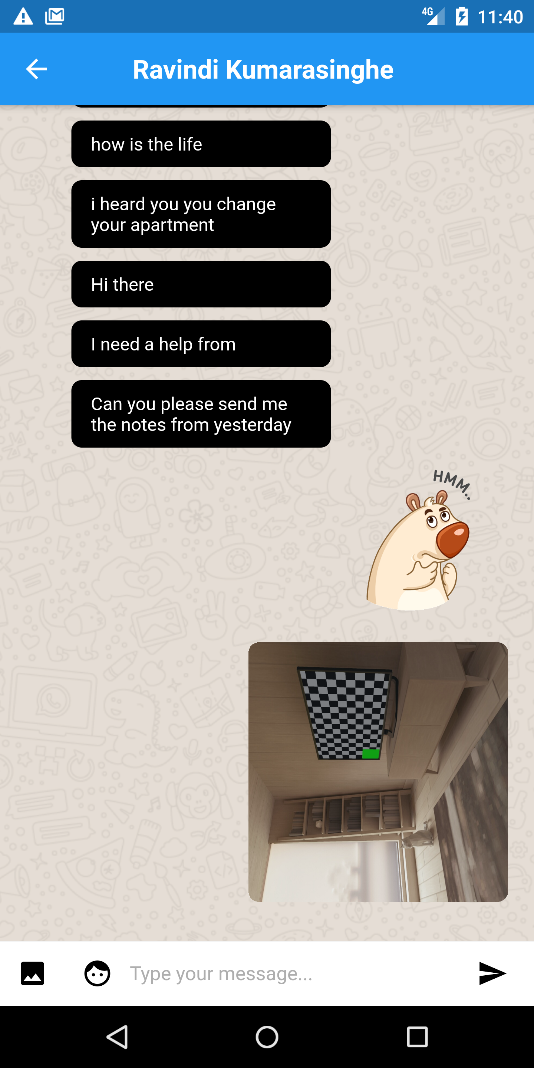 4G 11:40
Ravindi Kumarasinghe
how is the life
i heard you you change
your apartment
Hi there
I need a help from
Can you please send me
the notes from yesterday
HMM..
Type your message...